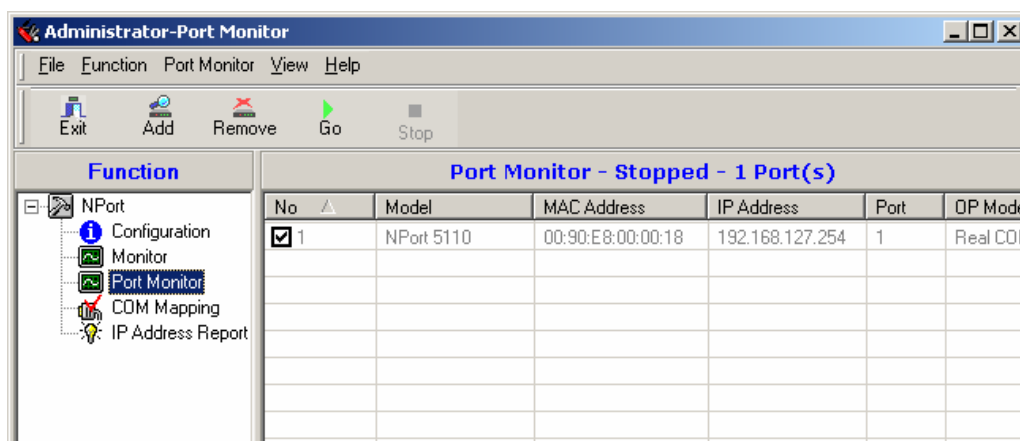 Administrator-Port Monitor
File Function Port Monitor View Help
Exit Add Remove Go Stop
Function
Port Monitor - Stopped - 1 Port(s)
NPort
Configuration
Monitor
Port Monitor
COM Mapping
IP Address Report
No Model MAC Address IP Address Port OP Mode
1 NPort 5110 00:90:E8:00:00:18 192.168.127.254 1 Real CO